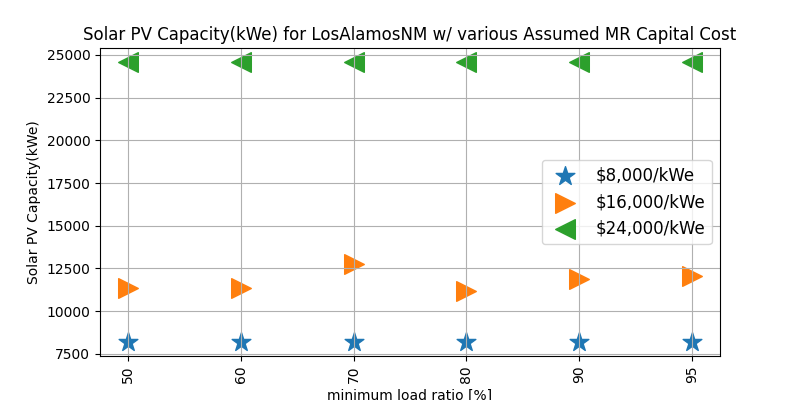 Solar PV Capacity(kWe) for LosAlamosNM w/ various Assumed MR Capital Cost
25000
22500
20000
17500
15000
12500
10000
7500
Solar PV Capacity(kWe)
$8,000/kWe
$16,000/kWe
$24,000/kWe
50
60
70
80
90
95
minimum load ratio [%]